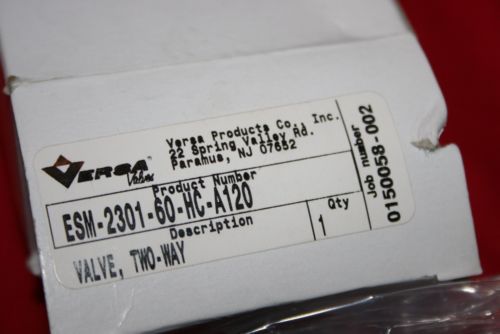 VERSA
Valves
Versa Products Co., Inc.
22 Spring Valley Rd.
Paramus, NJ 07652
Product Number
ESM-2301-60-HC-A120
Description
VALVE, TWO-WAY
Qty
1
Job number
0150058-002